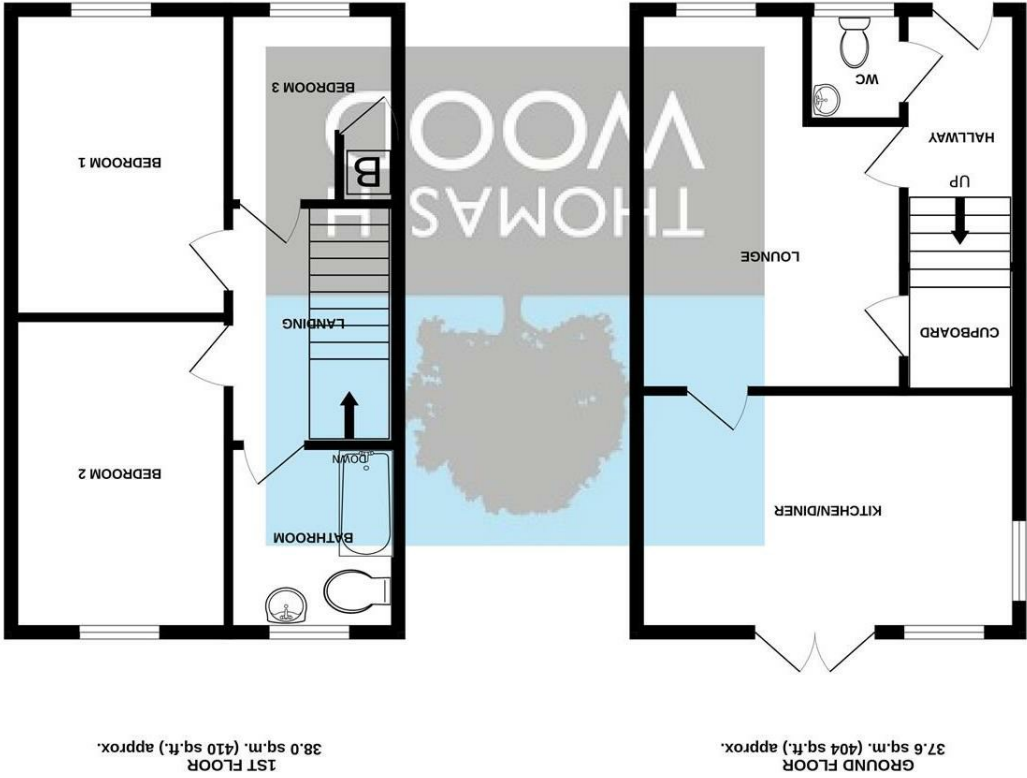 GROUND FLOOR
37.6 sq.m. (404 sq.ft.) approx.
KITCHEN/DINER
CUPBOARD
LOUNGE
UP
HALLWAY
WC
1ST FLOOR
38.0 sq.m. (410 sq.ft.) approx.
BATHROOM
DOWN
BEDROOM 2
LANDING
BEDROOM 1
B
BEDROOM 3
THOMAS H
WOOD